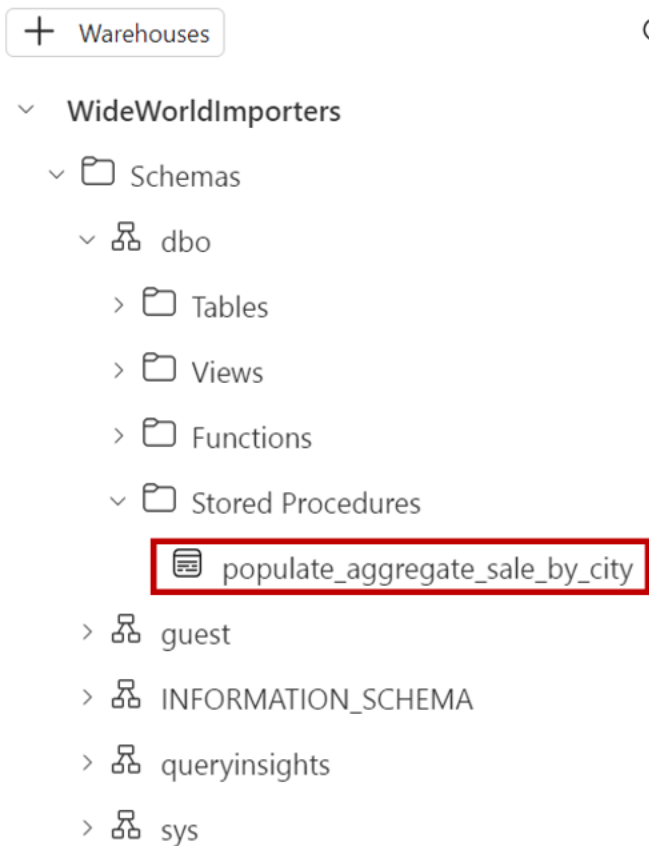 Warehouses
WideWorldImporters
Schemas
dbo
Tables
Views
Functions
Stored Procedures
populate_aggregate_sale_by_city
guest
INFORMATION_SCHEMA
queryinsights
sys